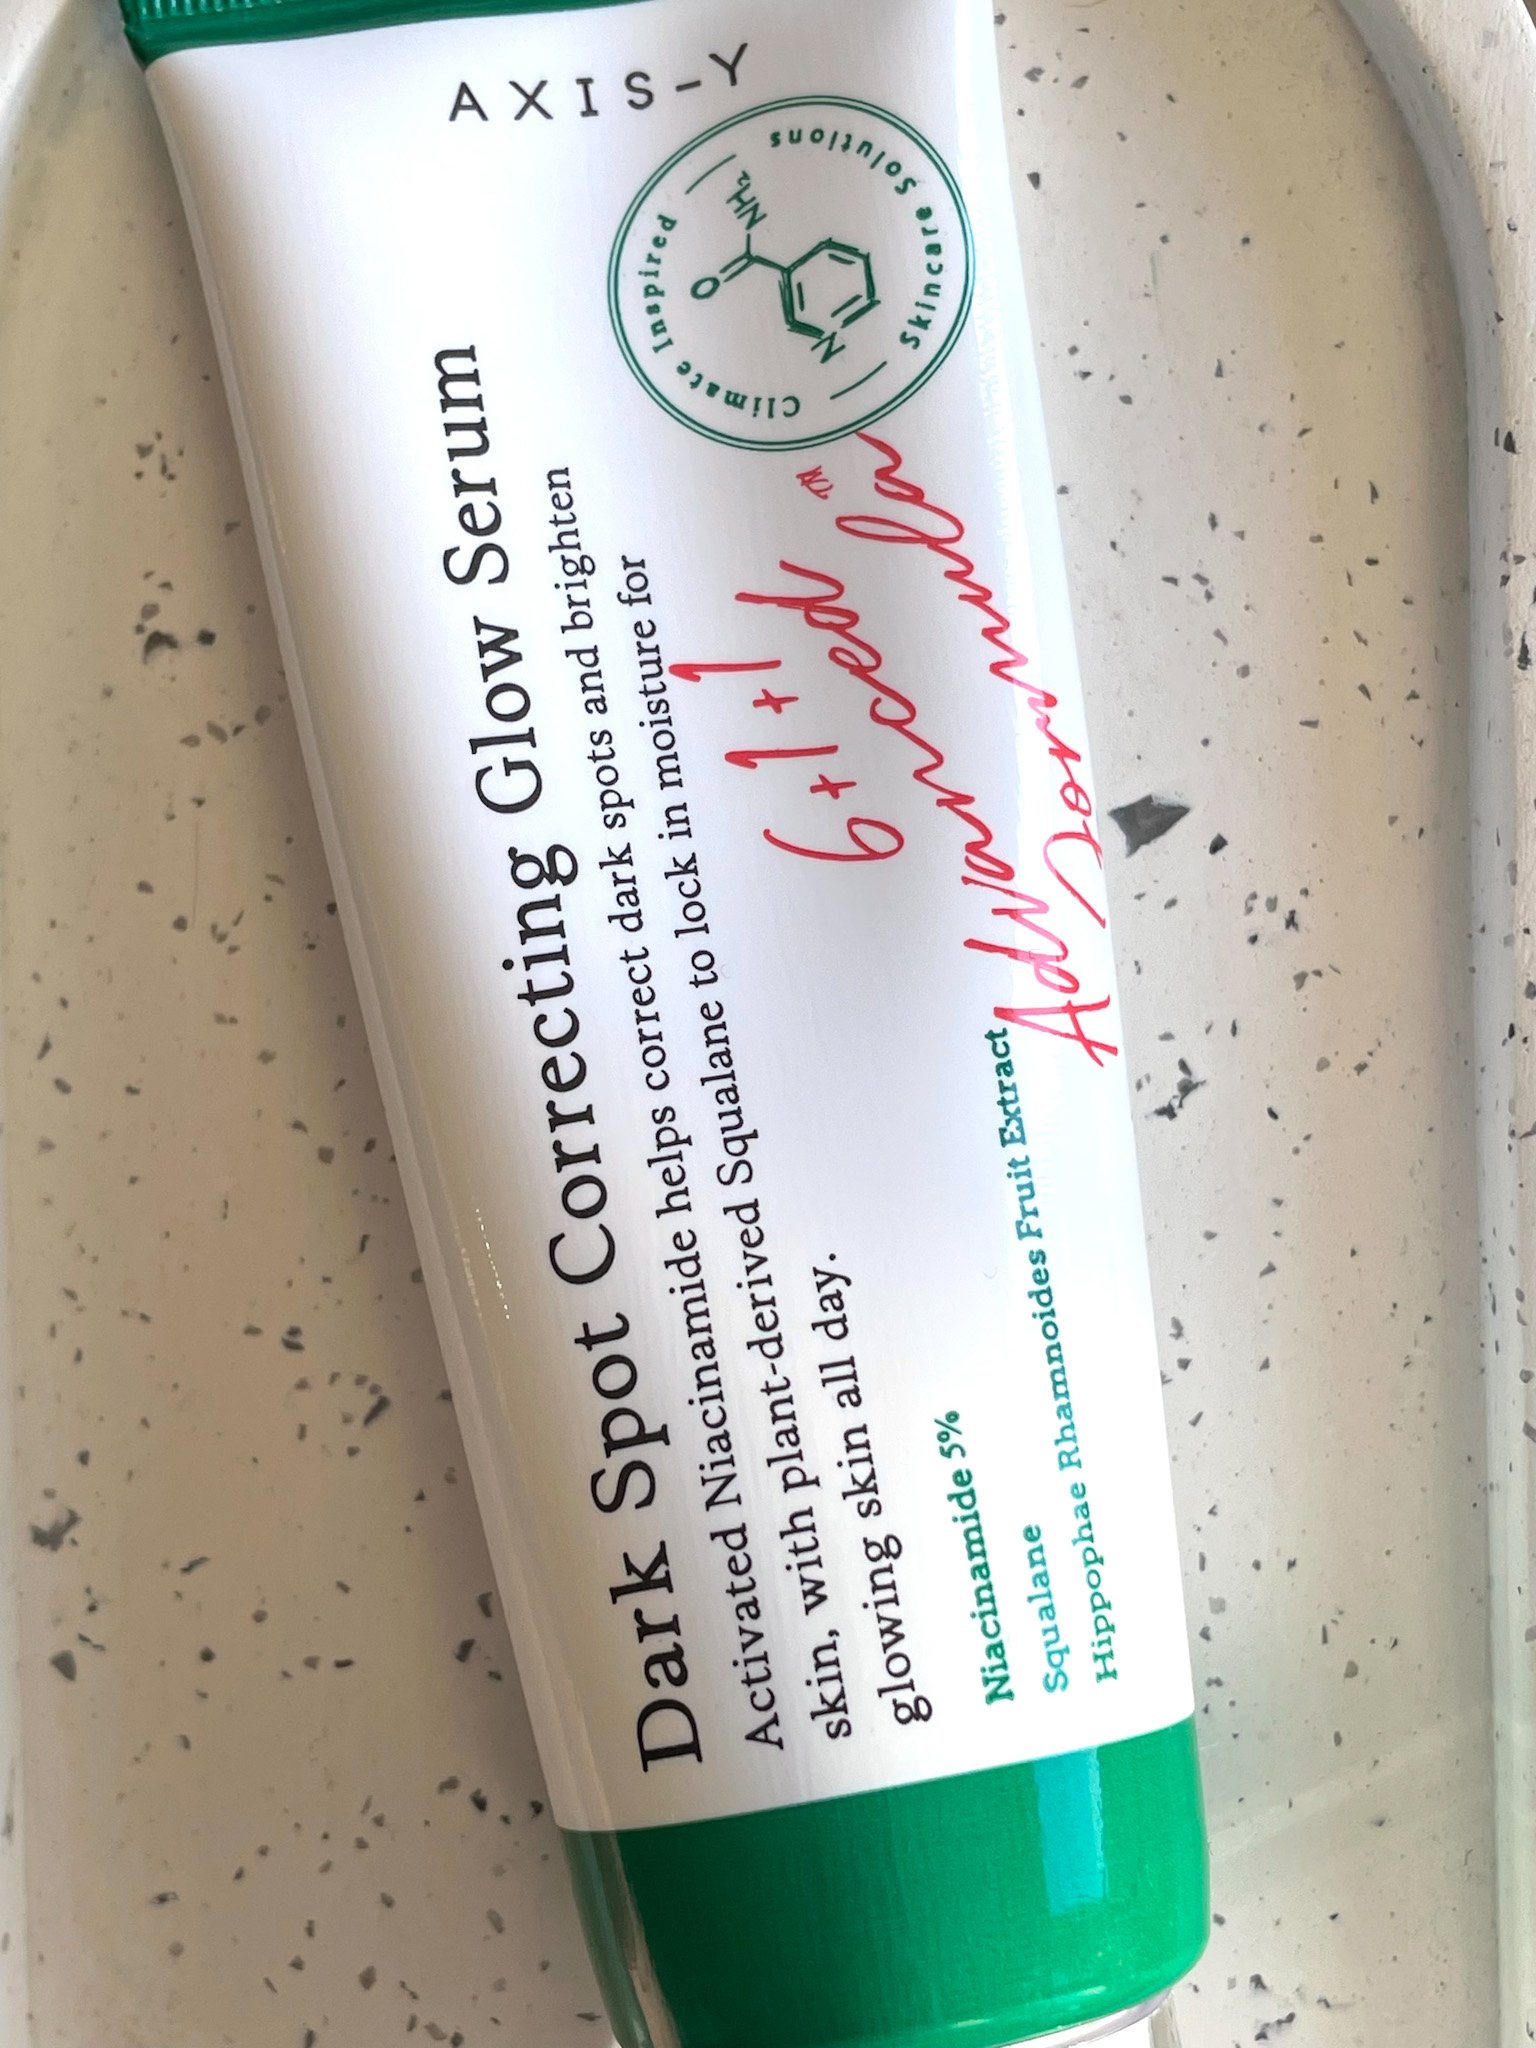 AXIS-Y
Climate Inspired
Skincare Solutions
NH₂
O
N
Dark Spot Correcting Glow Serum
Activated Niacinamide helps correct dark spots and brighten
skin, with plant-derived Squalane to lock in moisture for
glowing skin all day.
6+1+1
Advanced
Formula™
Niacinamide 5%
Squalane
Hippophae Rhamnoides Fruit Extract